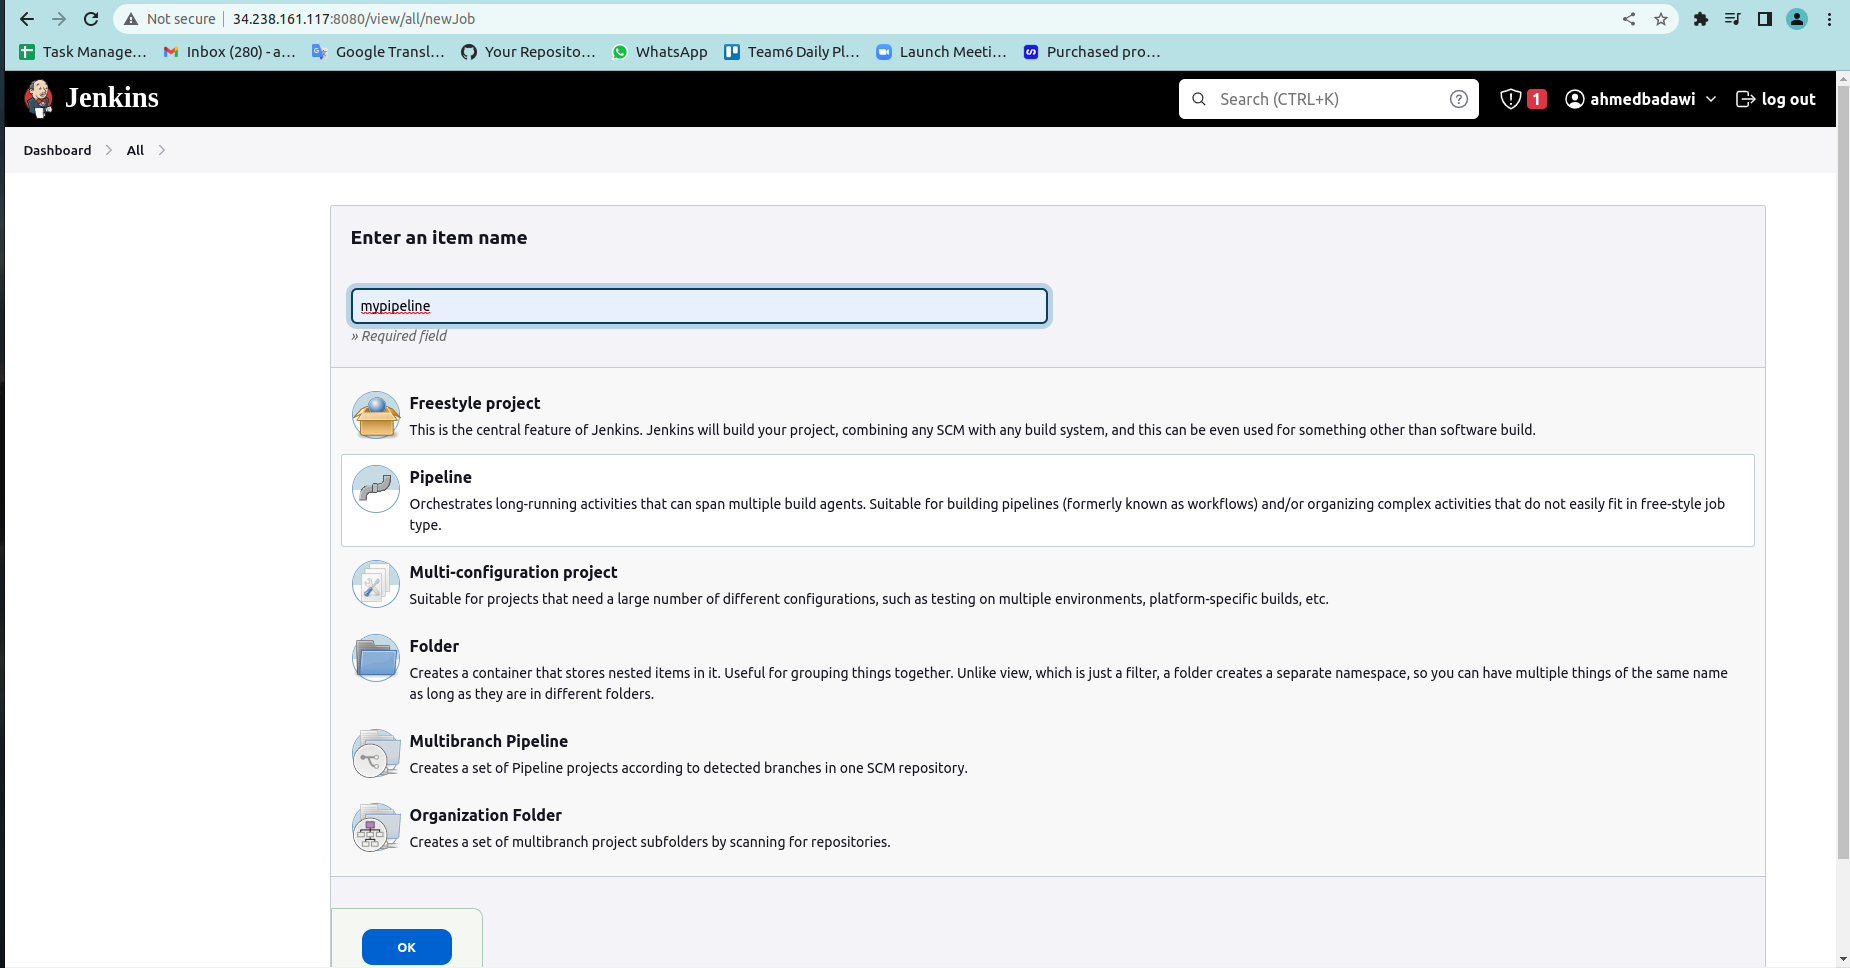 Not secure 34.238.161.117:8080/view/all/newJob
Task Manage... Inbox (280) - a... Google Transl... Your Reposito... WhatsApp Team6 Daily Pl... Launch Meeti... Purchased pro...
Jenkins
Search (CTRL+K) ? 1 ahmedbadawi log out
Dashboard All
Enter an item name
mypipeline
» Required field
Freestyle project
This is the central feature of Jenkins. Jenkins will build your project, combining any SCM with any build system, and this can be even used for something other than software build.
Pipeline
Orchestrates long-running activities that can span multiple build agents. Suitable for building pipelines (formerly known as workflows) and/or organizing complex activities that do not easily fit in free-style job
type.
Multi-configuration project
Suitable for projects that need a large number of different configurations, such as testing on multiple environments, platform-specific builds, etc.
Folder
Creates a container that stores nested items in it. Useful for grouping things together. Unlike view, which is just a filter, a folder creates a separate namespace, so you can have multiple things of the same name
as long as they are in different folders.
Multibranch Pipeline
Creates a set of Pipeline projects according to detected branches in one SCM repository.
Organization Folder
Creates a set of multibranch project subfolders by scanning for repositories.
OK